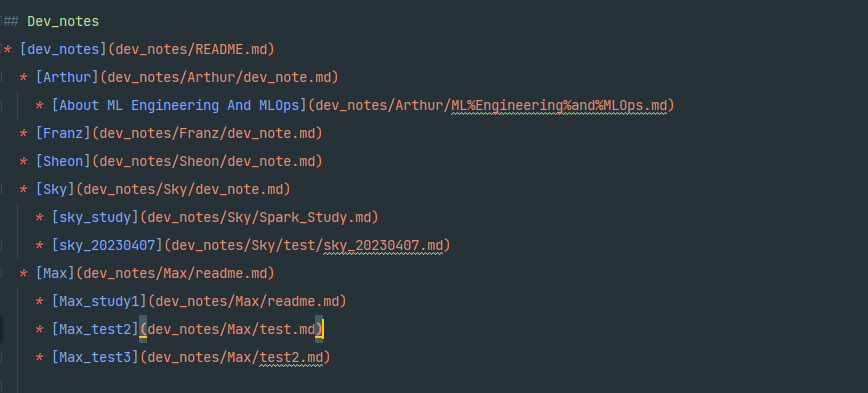 ## Dev_notes
* [dev_notes](dev_notes/README.md)
* [Arthur](dev_notes/Arthur/dev_note.md)
* [About ML Engineering And MLOps](dev_notes/Arthur/ML%Engineering%and%MLOps.md)
* [Franz](dev_notes/Franz/dev_note.md)
* [Sheon](dev_notes/Sheon/dev_note.md)
* [Sky](dev_notes/Sky/dev_note.md)
* [sky_study](dev_notes/Sky/Spark_Study.md)
* [sky_20230407](dev_notes/Sky/test/sky_20230407.md)
* [Max](dev_notes/Max/readme.md)
* [Max_study1](dev_notes/Max/readme.md)
* [Max_test2](dev_notes/Max/test.md)
* [Max_test3](dev_notes/Max/test2.md)